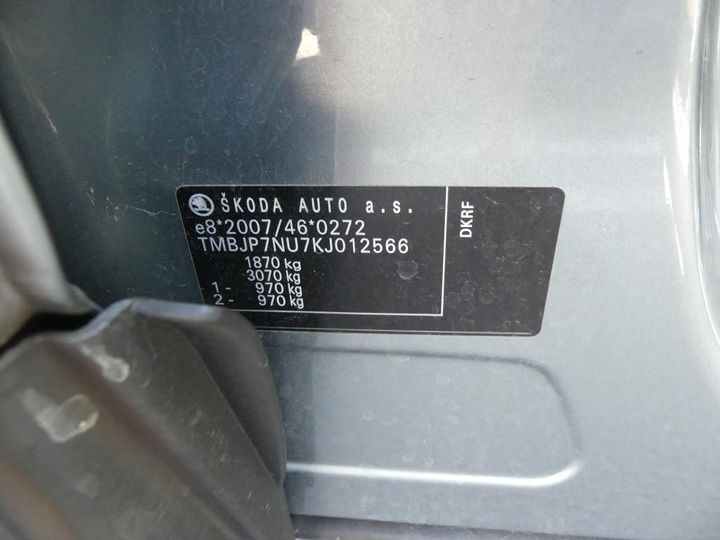 ŠKODA AUTO a.s.
e8*2007/46*0272
TMBJP7NU7KJ012566
1870 kg
3070 kg
1 - 970 kg
2 - 970 kg
DKRF